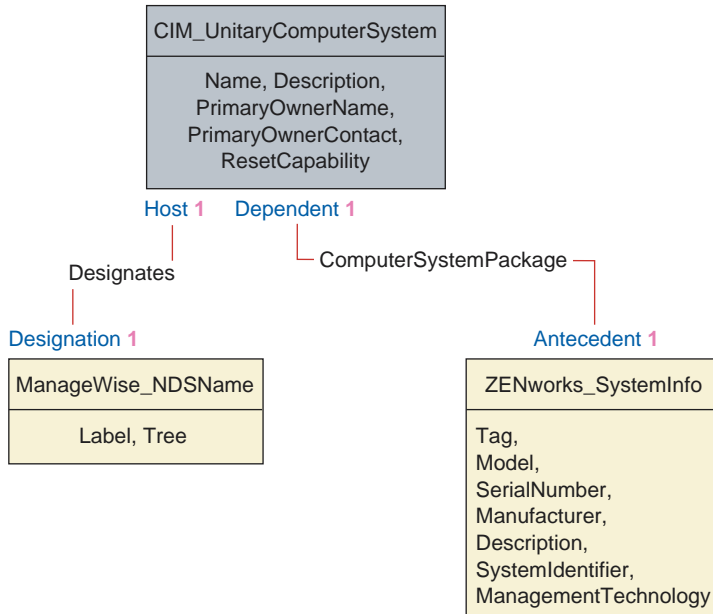 CIM_UnitaryComputerSystem
Name, Description,
PrimaryOwnerName,
PrimaryOwnerContact,
ResetCapability
Host 1 Dependent 1
Designates
ComputerSystemPackage
Designation 1
Antecedent 1
ManageWise_NDSName
Label, Tree
ZENworks_SystemInfo
Tag,
Model,
SerialNumber,
Manufacturer,
Description,
SystemIdentifier,
ManagementTechnology